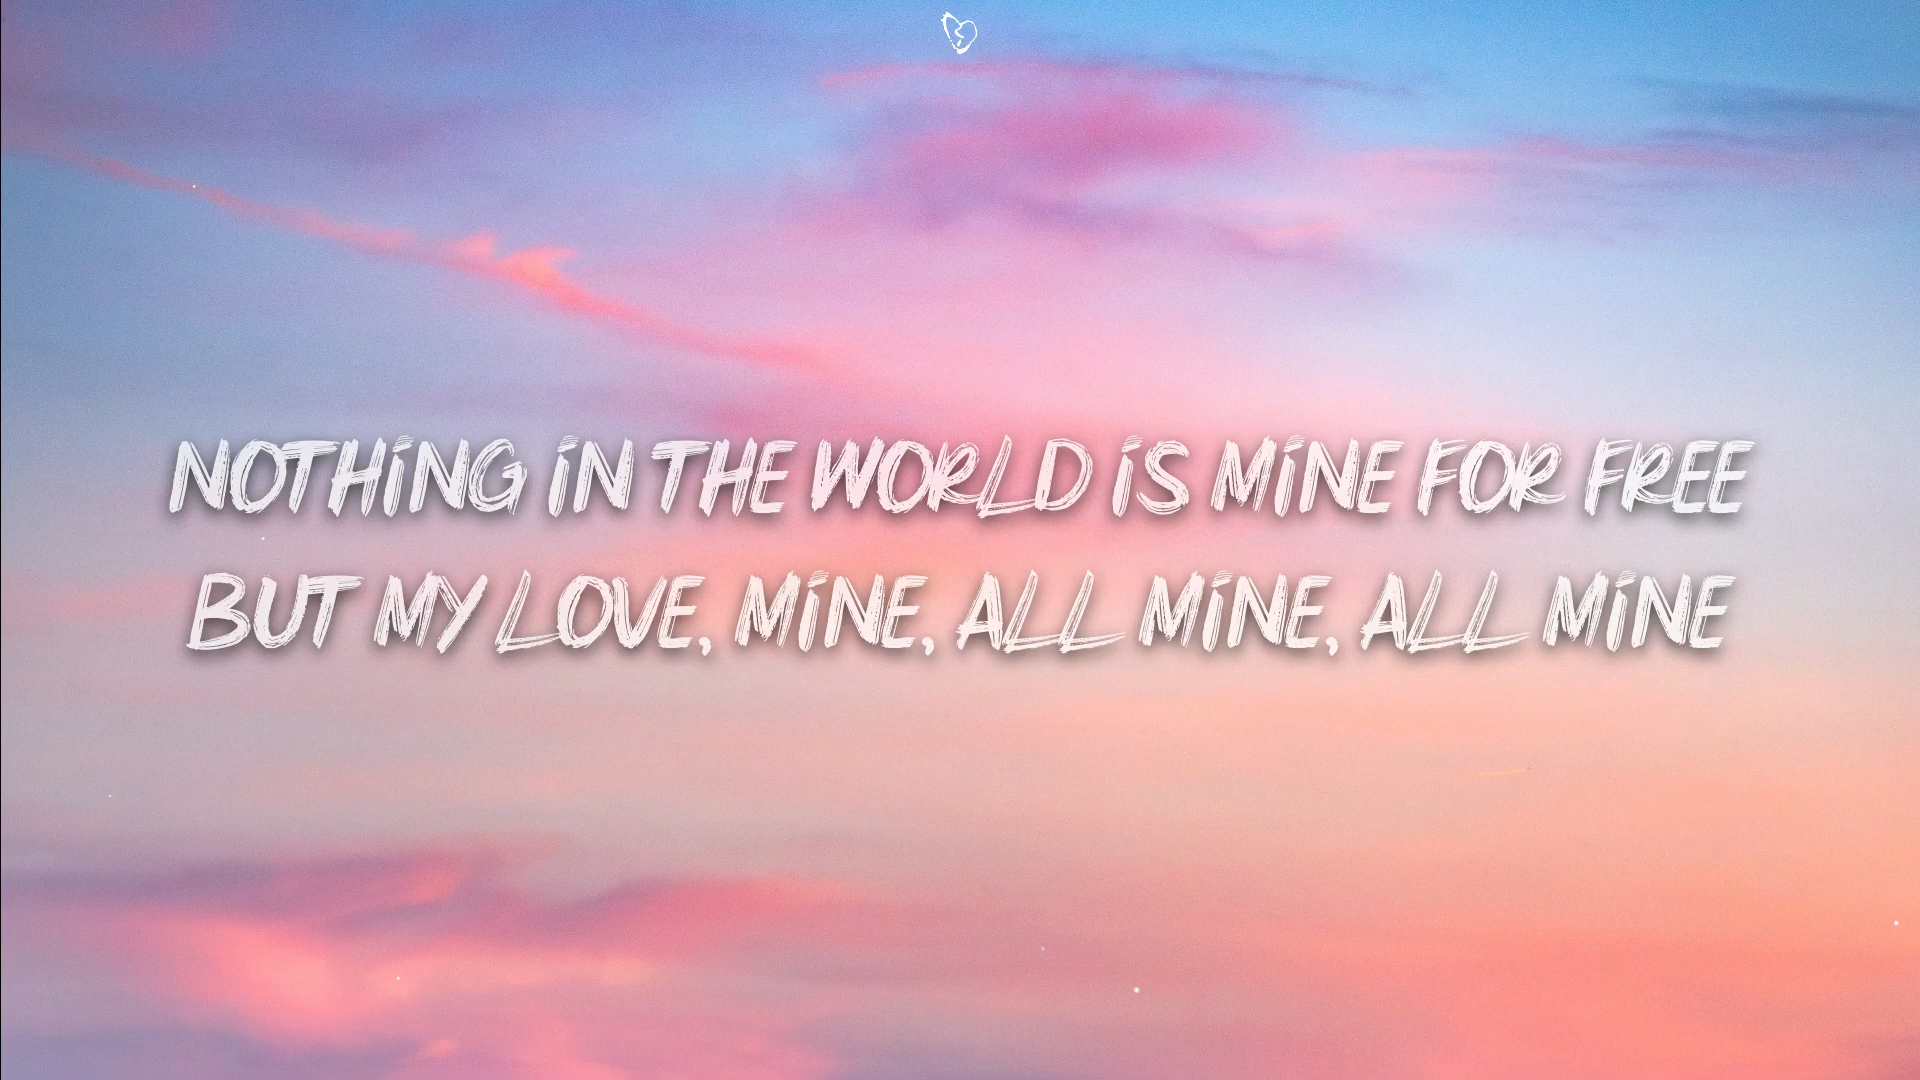 NOTHING IN THE WORLD IS MINE FOR FREE
BUT MY LOVE, MINE, ALL MINE, ALL MINE